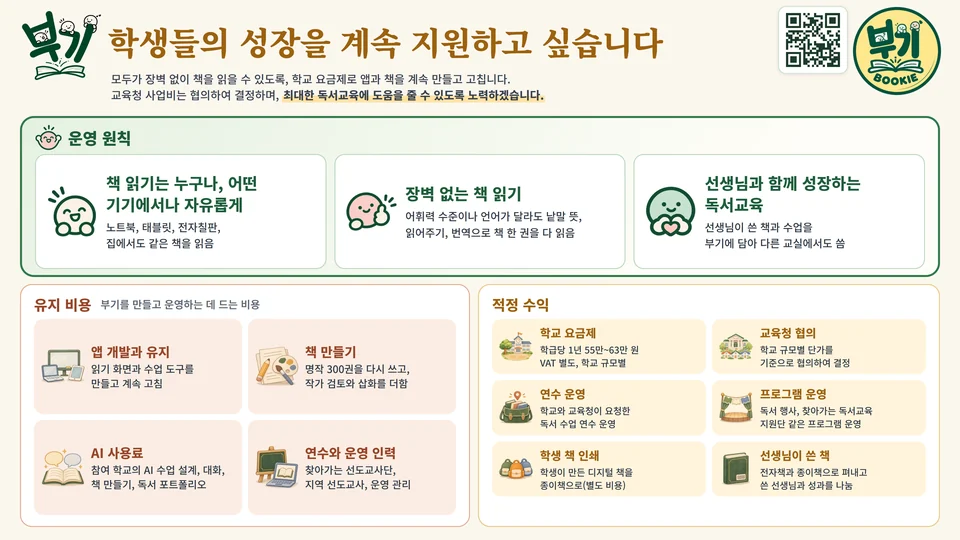 부기
학생들의 성장을 계속 지원하고 싶습니다
부기
BOOKIE
모두가 장벽 없이 책을 읽을 수 있도록, 학교 요금제로 앱과 책을 계속 만들고 고칩니다.
교육청 사업비는 협의하여 결정하며, 최대한 독서교육에 도움을 줄 수 있도록 노력하겠습니다.
운영 원칙
책 읽기는 누구나, 어떤
기기에서나 자유롭게
노트북, 태블릿, 전자칠판,
집에서도 같은 책을 읽음
장벽 없는 책 읽기
어휘력 수준이나 언어가 달라도 낱말 뜻,
읽어주기, 번역으로 책 한 권을 다 읽음
선생님과 함께 성장하는
독서교육
선생님이 쓴 책과 수업을
부기에 담아 다른 교실에서도 씀
유지 비용
부기를 만들고 운영하는 데 드는 비용
앱 개발과 유지
읽기 화면과 수업 도구를
만들고 계속 고침
책 만들기
명작 300권을 다시 쓰고,
작가 검토와 삽화를 더함
AI 사용료
참여 학교의 AI 수업 설계, 대화,
책 만들기, 독서 포트폴리오
연수와 운영 인력
찾아가는 선도교사단,
지역 선도교사, 운영 관리
적정 수익
학교 요금제
학급당 1년 55만~63만 원
VAT 별도, 학교 규모별
교육청 협의
학교 규모별 단가를
기준으로 협의하여 결정
연수 운영
학교와 교육청이 요청한
독서 수업 연수 운영
프로그램 운영
독서 행사, 찾아가는 독서교육
지원단 같은 프로그램 운영
학생 책 인쇄
학생이 만든 디지털 책을
종이책으로(별도 비용)
선생님이 쓴 책
전자책과 종이책으로 펴내고
쓴 선생님과 성과를 나눔